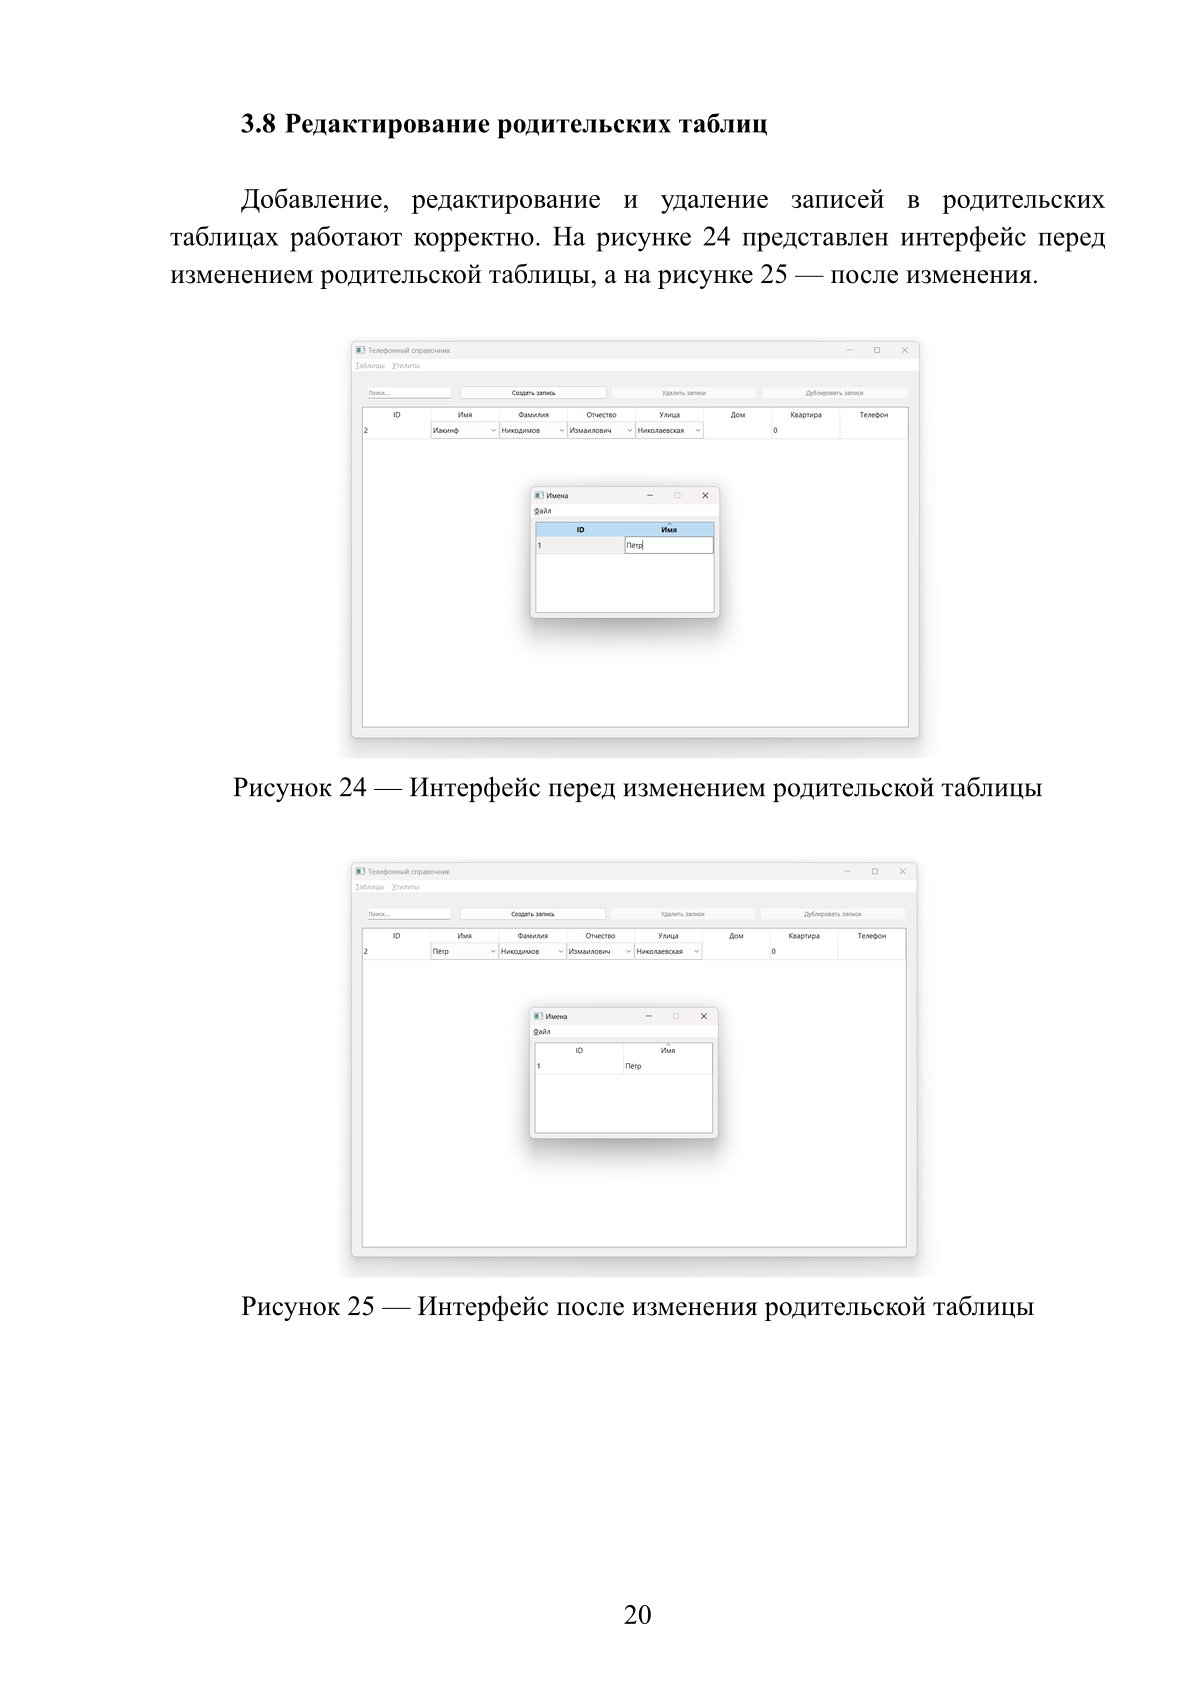 3.8 Редактирование родительских таблиц
Добавление, редактирование и удаление записей в родительских
таблицах работают корректно. На рисунке 24 представлен интерфейс перед
изменением родительской таблицы, а на рисунке 25 — после изменения.
Телефонный справочник
Таблицы Утилиты
Поиск... Создать запись Удалить записи Дублировать записи
ID Имя Фамилия Отчество Улица Дом Квартира Телефон
2 Иакинф Никодимов Измаилович Николаевская 0
Имена
Файл
ID Имя
1 Пётр
Рисунок 24 — Интерфейс перед изменением родительской таблицы
Телефонный справочник
Таблицы Утилиты
Поиск... Создать запись Удалить записи Дублировать записи
ID Имя Фамилия Отчество Улица Дом Квартира Телефон
2 Пётр Никодимов Измаилович Николаевская 0
Имена
Файл
ID Имя
1 Пётр
Рисунок 25 — Интерфейс после изменения родительской таблицы
20